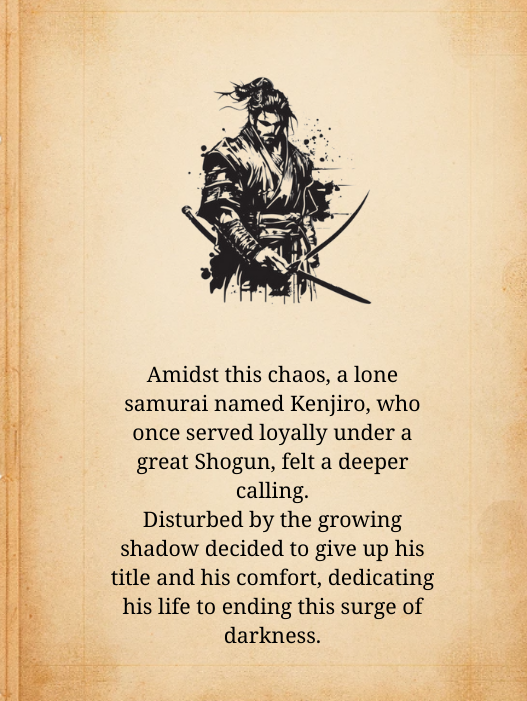 Amidst this chaos, a lone
samurai named Kenjiro, who
once served loyally under a
great Shogun, felt a deeper
calling.
Disturbed by the growing
shadow decided to give up his
title and his comfort, dedicating
his life to ending this surge of
darkness.